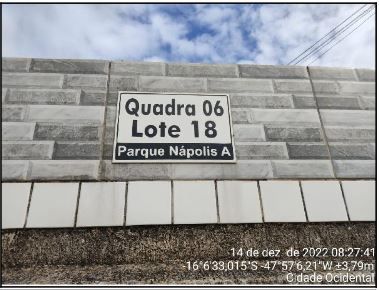 Quadra 06
Lote 18
Parque Nápolis A
14 de dez. de 2022 08:27:41
16°6'33,015"S -47°57'6,21"W ±3,79m
Cidade Ocidental